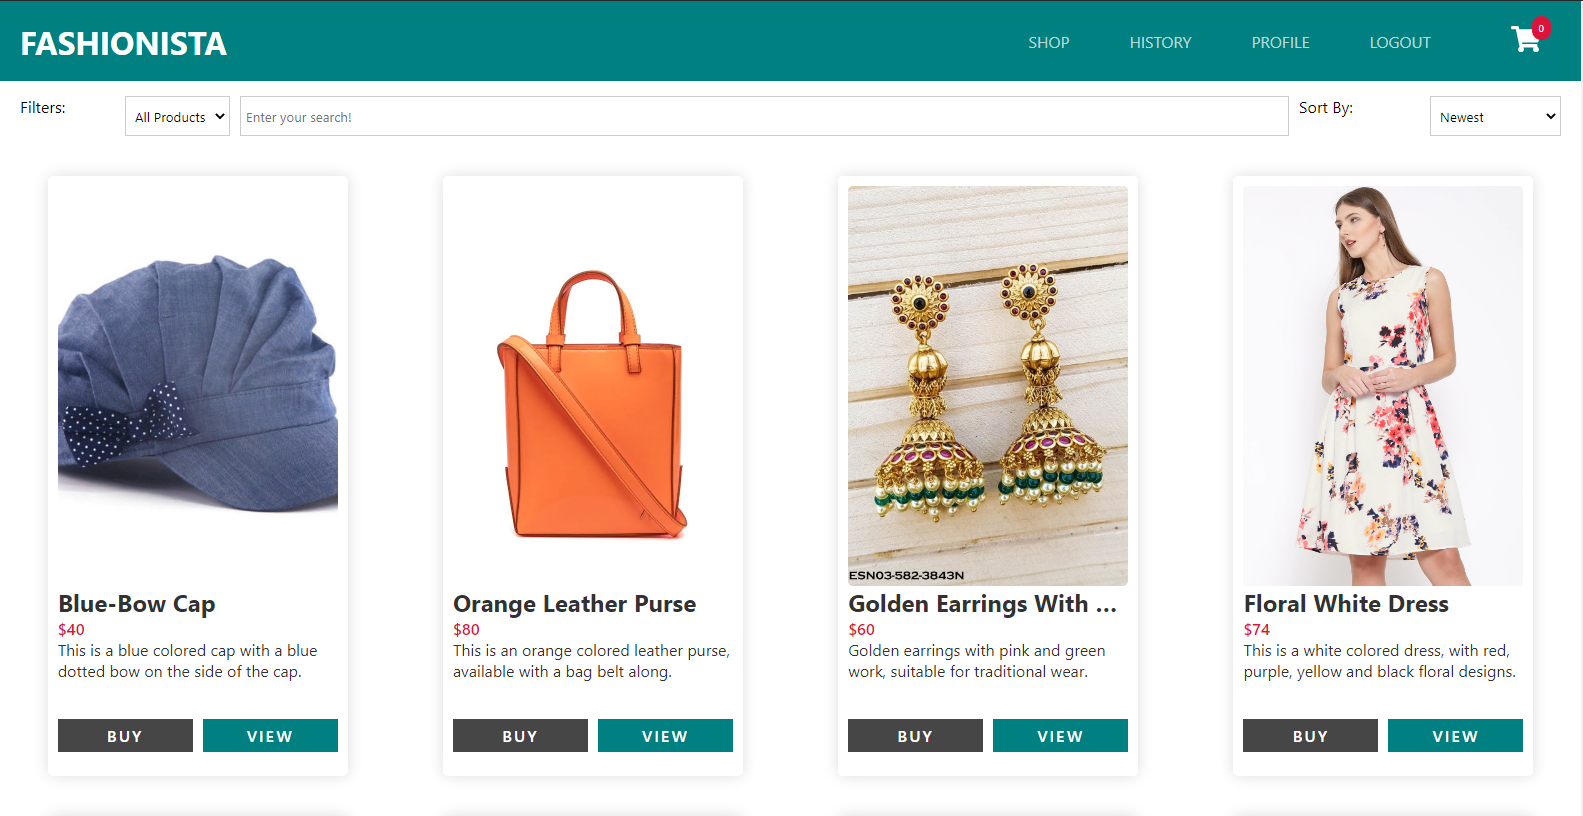 FASHIONISTA
SHOP HISTORY PROFILE LOGOUT 0
Filters: All Products Enter your search! Sort By: Newest
ESN03-582-3843N
Blue-Bow Cap
$40
This is a blue colored cap with a blue
dotted bow on the side of the cap.
BUY VIEW
Orange Leather Purse
$80
This is an orange colored leather purse,
available with a bag belt along.
BUY VIEW
Golden Earrings With ...
$60
Golden earrings with pink and green
work, suitable for traditional wear.
BUY VIEW
Floral White Dress
$74
This is a white colored dress, with red,
purple, yellow and black floral designs.
BUY VIEW